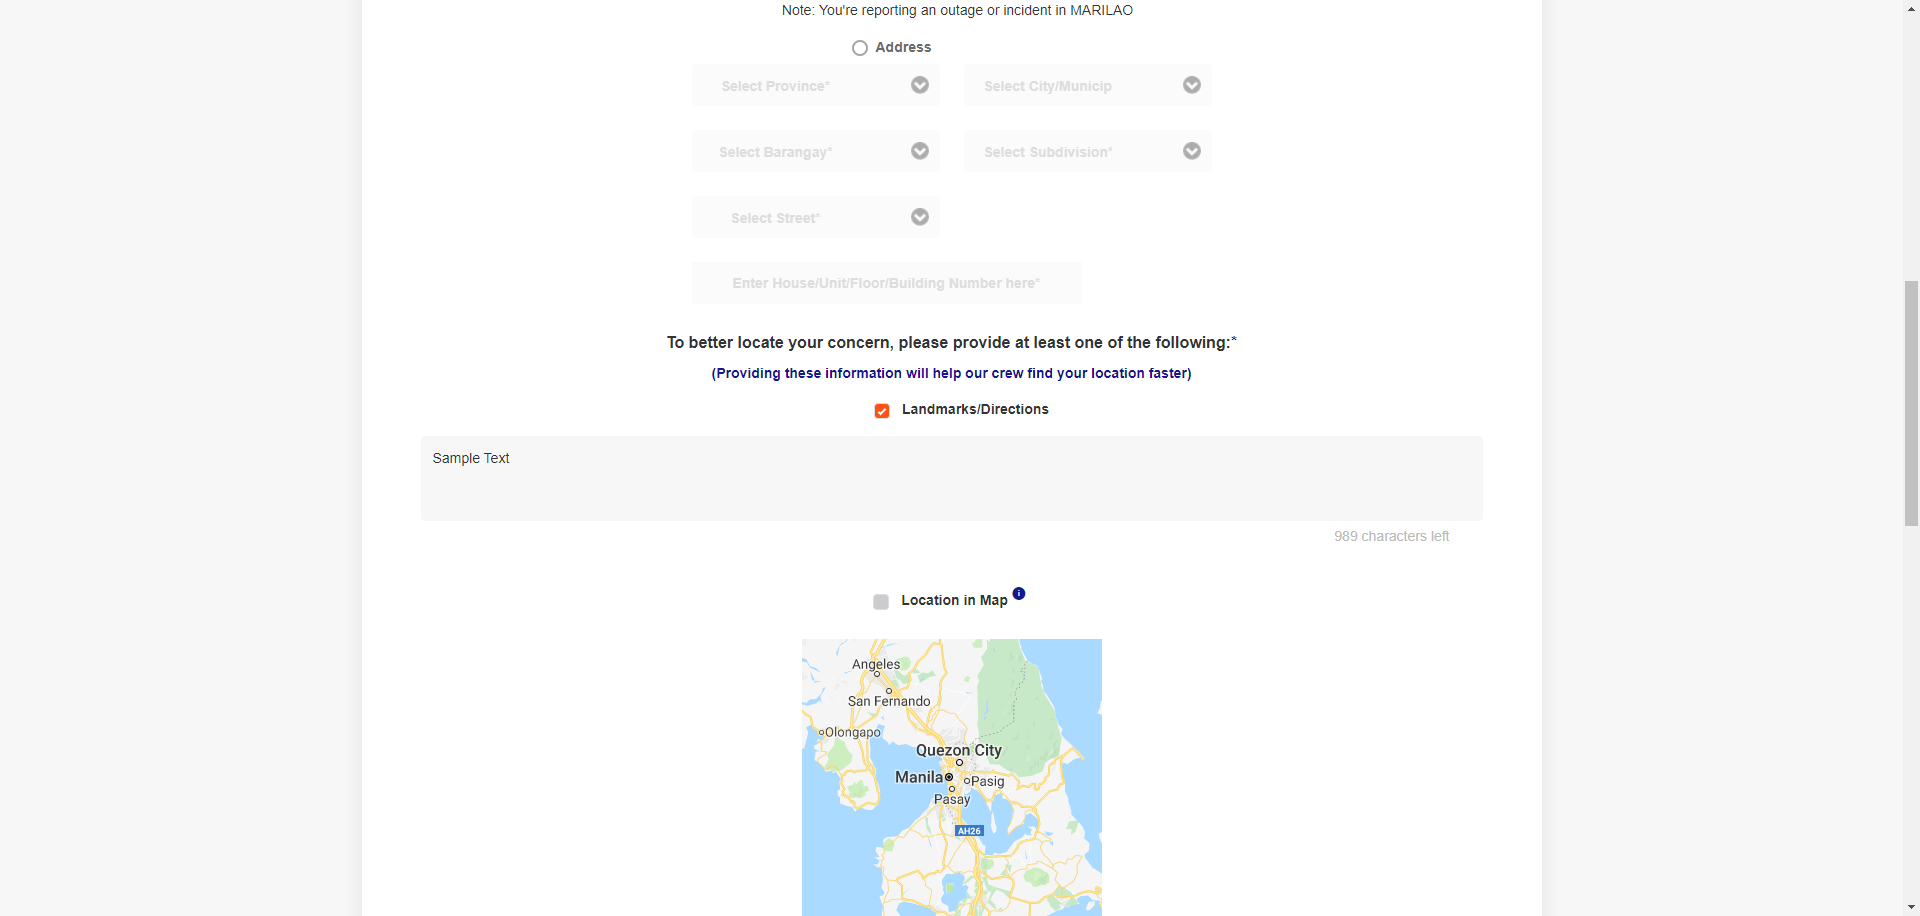 Note: You're reporting an outage or incident in MARILAO
Address
Select Province*
Select City/Municip
Select Barangay*
Select Subdivision*
Select Street*
Enter House/Unit/Floor/Building Number here*
To better locate your concern, please provide at least one of the following:*
(Providing these information will help our crew find your location faster)
Landmarks/Directions
Sample Text
989 characters left
Location in Map
Angeles
San Fernando
Olongapo
Quezon City
Manila
Pasig
Pasay
AH26